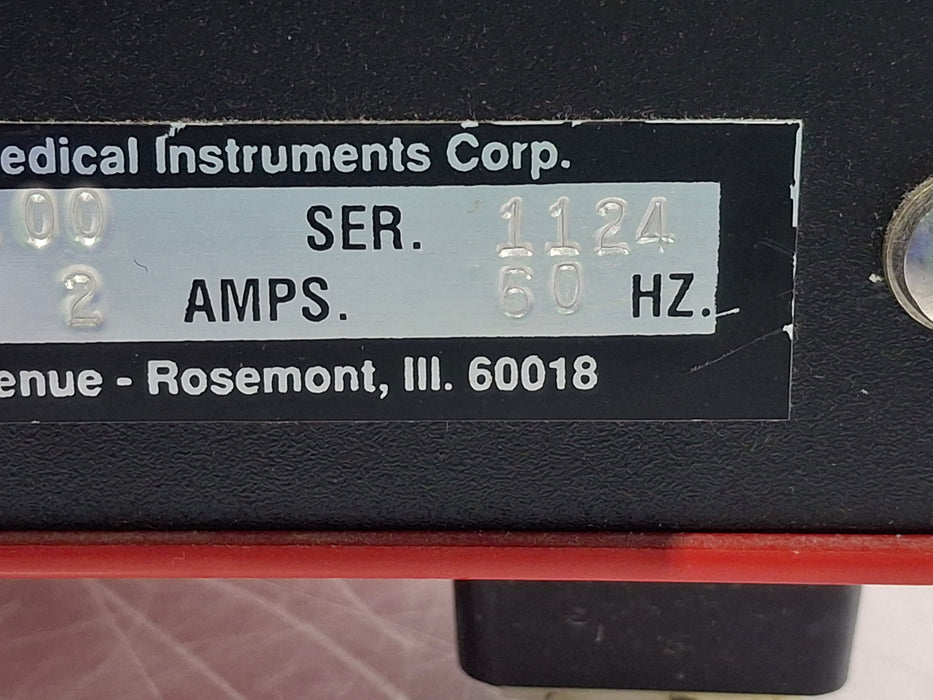 edical Instruments Corp.
00 SER. 1124
2 AMPS. 60 HZ.
enue - Rosemont, Ill. 60018